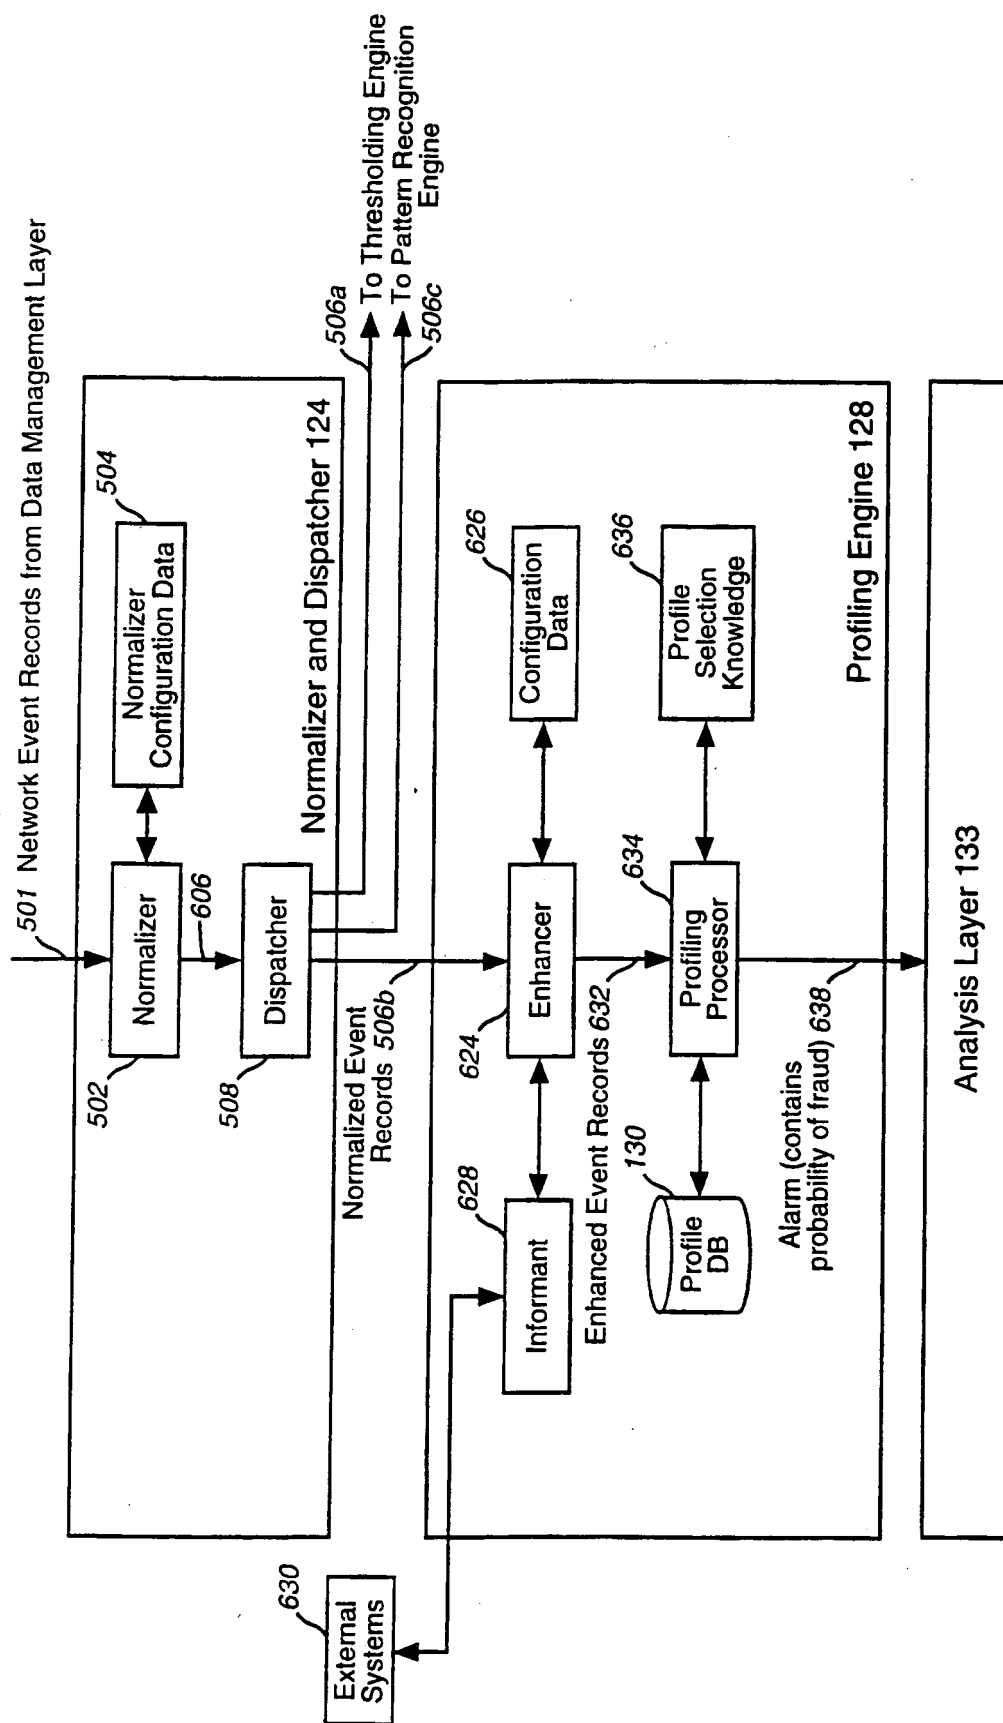 501 Network Event Records from Data Management Layer
Normalizer
502
606
Normalizer
Configuration Data
504
Dispatcher
508
Normalizer and Dispatcher 124
506a
To Thresholding Engine
To Pattern Recognition
Engine
506c
Normalized Event
Records 506b
External
Systems
630
Informant
628
Enhancer
624
Configuration
Data
626
Enhanced Event Records 632
Profile
DB
130
Profiling
Processor
634
Profile
Selection
Knowledge
636
Profiling Engine 128
Alarm (contains
probability of fraud) 638
Analysis Layer 133